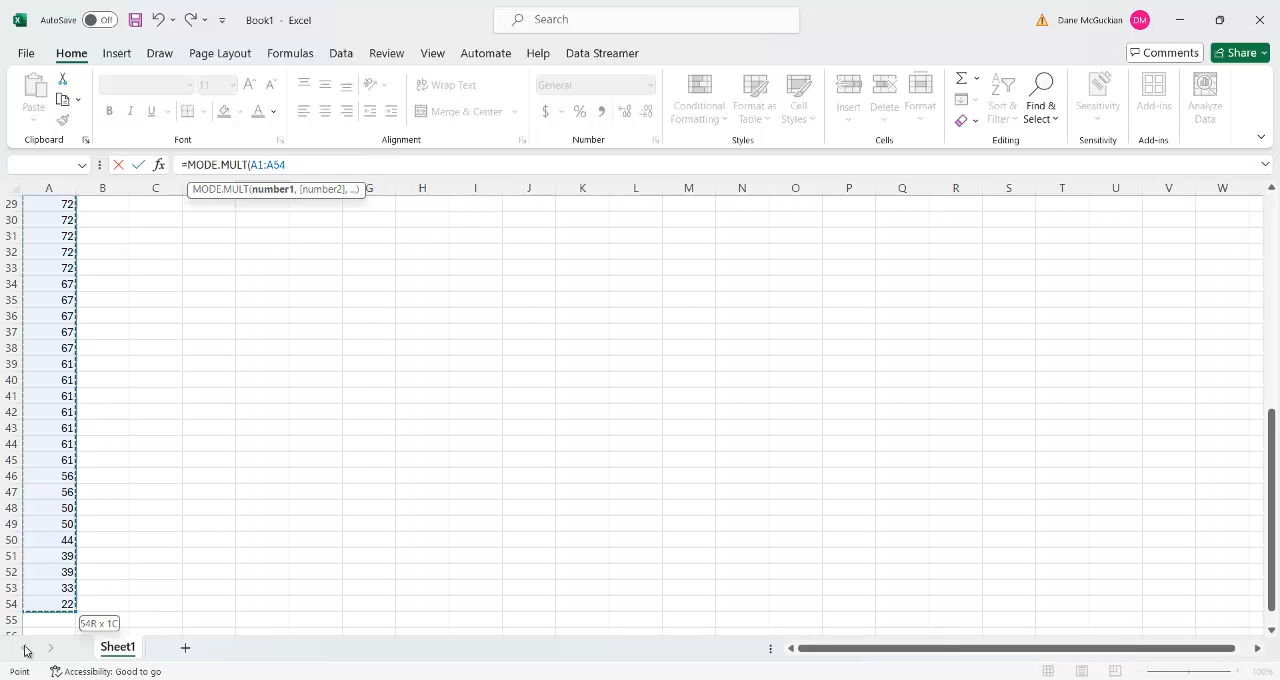 AutoSave Off Book1 - Excel Search Dane McGuckian DM
File Home Insert Draw Page Layout Formulas Data Review View Automate Help Data Streamer Comments Share
Paste 11 A A Wrap Text General Conditional Formatting Format as Table Cell Styles Insert Delete Format Sort & Filter Find & Select Sensitivity Add-ins Analyze Data
B I U A Merge & Center $ % 9
Clipboard Font Alignment Number Styles Cells Editing Sensitivity Add-ins
fx =MODE.MULT(A1:A54
MODE.MULT(number1, [number2], ...)
A B C G H I J K L M N O P Q R S T U V W
29 72
30 72
31 72
32 72
33 72
34 67
35 67
36 67
37 67
38 67
39 61
40 61
41 61
42 61
43 61
44 61
45 61
46 56
47 56
48 50
49 50
50 44
51 39
52 39
53 33
54 22
55 54R x 1C
Sheet1
Point Accessibility: Good to go 100%